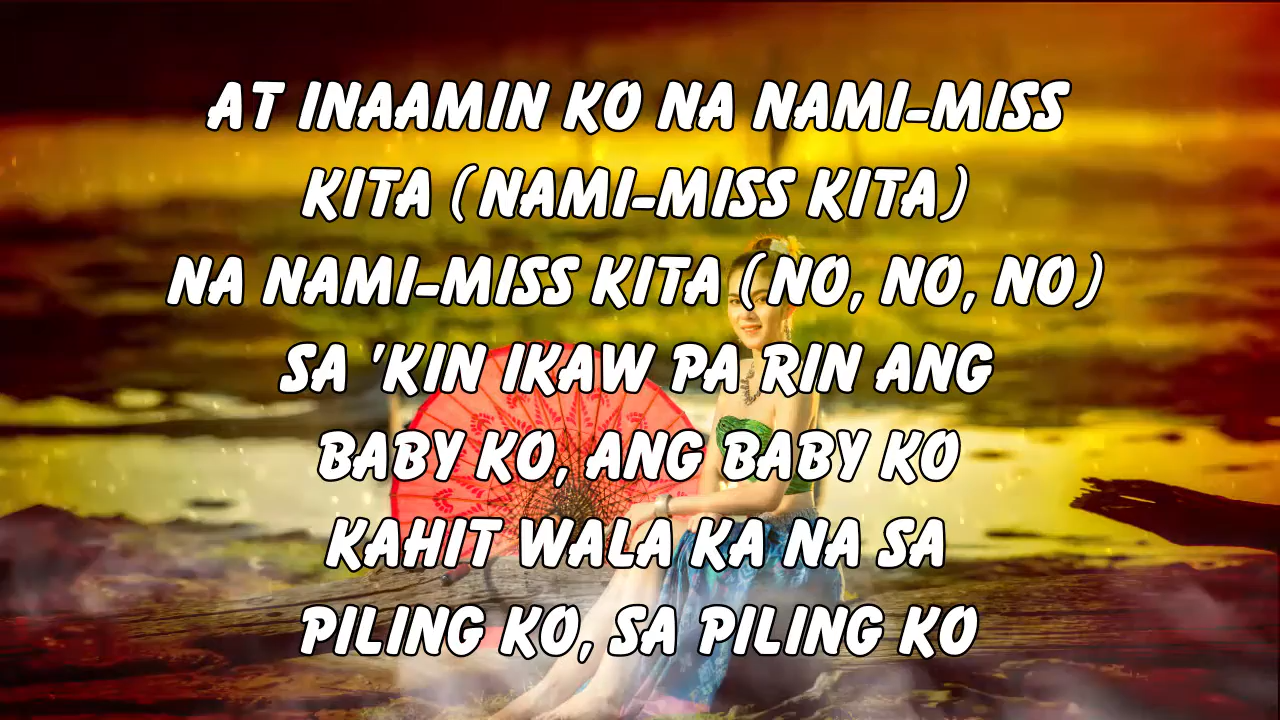 AT INAAMIN KO NA NAMI-MISS
KITA (NAMI-MISS KITA)
NA NAMI-MISS KITA (NO, NO, NO)
SA 'KIN IKAW PA RIN ANG
BABY KO, ANG BABY KO
KAHIT WALA KA NA SA
PILING KO, SA PILING KO